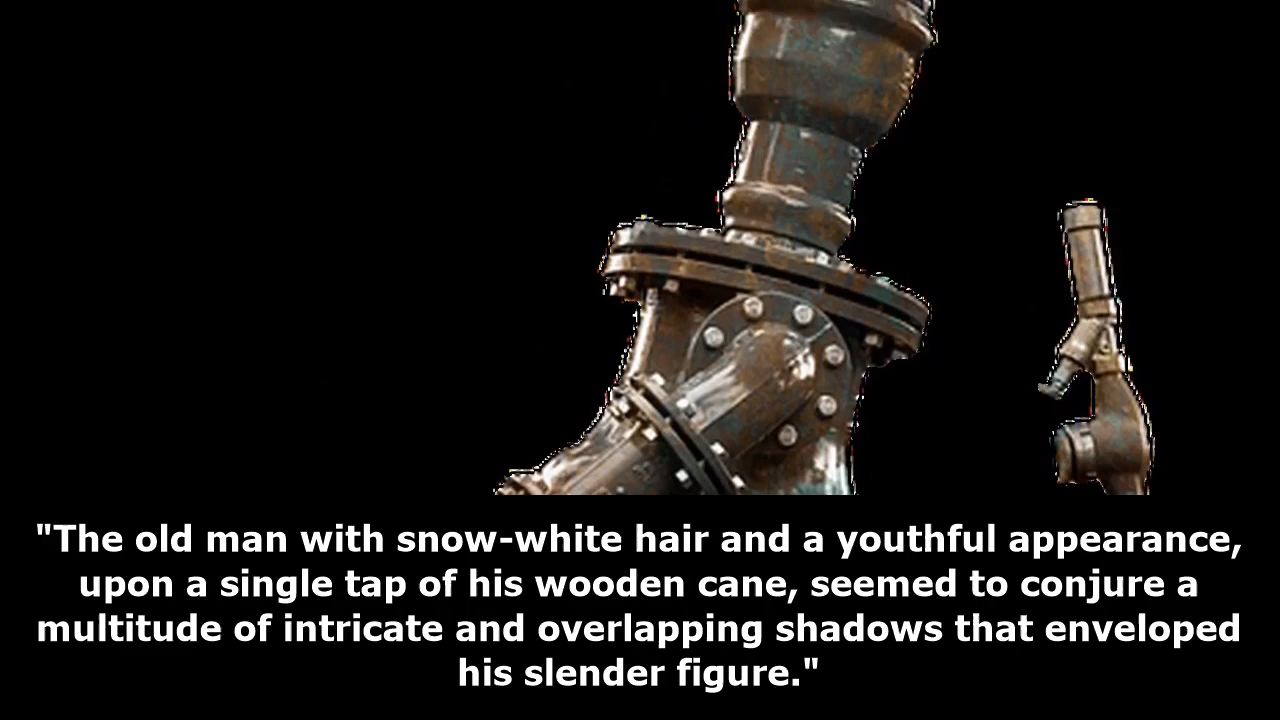 "The old man with snow-white hair and a youthful appearance,
upon a single tap of his wooden cane, seemed to conjure a
multitude of intricate and overlapping shadows that enveloped
his slender figure."